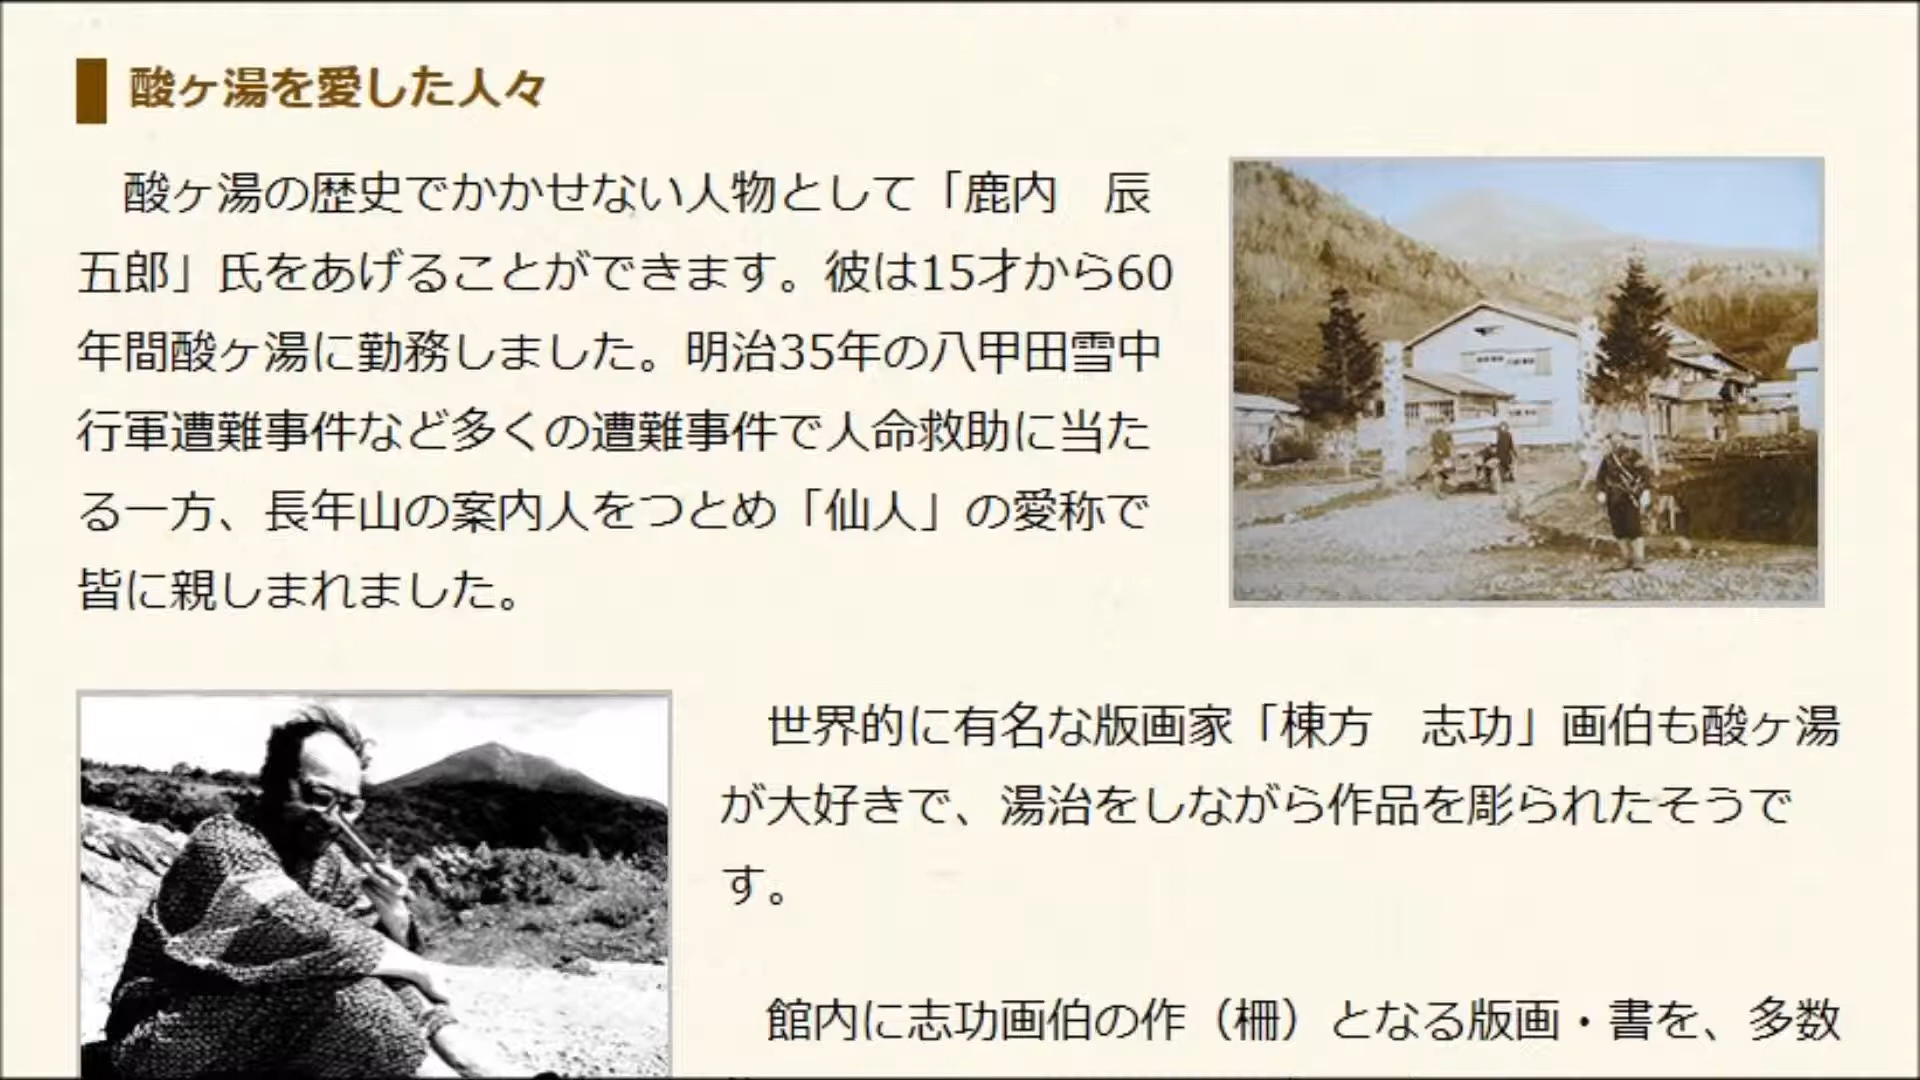 酸ヶ湯を愛した人々
酸ヶ湯の歴史でかかせない人物として「鹿内　辰
五郎」氏をあげることができます。彼は15才から60
年間酸ヶ湯に勤務しました。明治35年の八甲田雪中
行軍遭難事件など多くの遭難事件で人命救助に当た
る一方、長年山の案内人をつとめ「仙人」の愛称で
皆に親しまれました。
世界的に有名な版画家「棟方　志功」画伯も酸ヶ湯
が大好きで、湯治をしながら作品を彫られたそうで
す。
館内に志功画伯の作（柵）となる版画・書を、多数